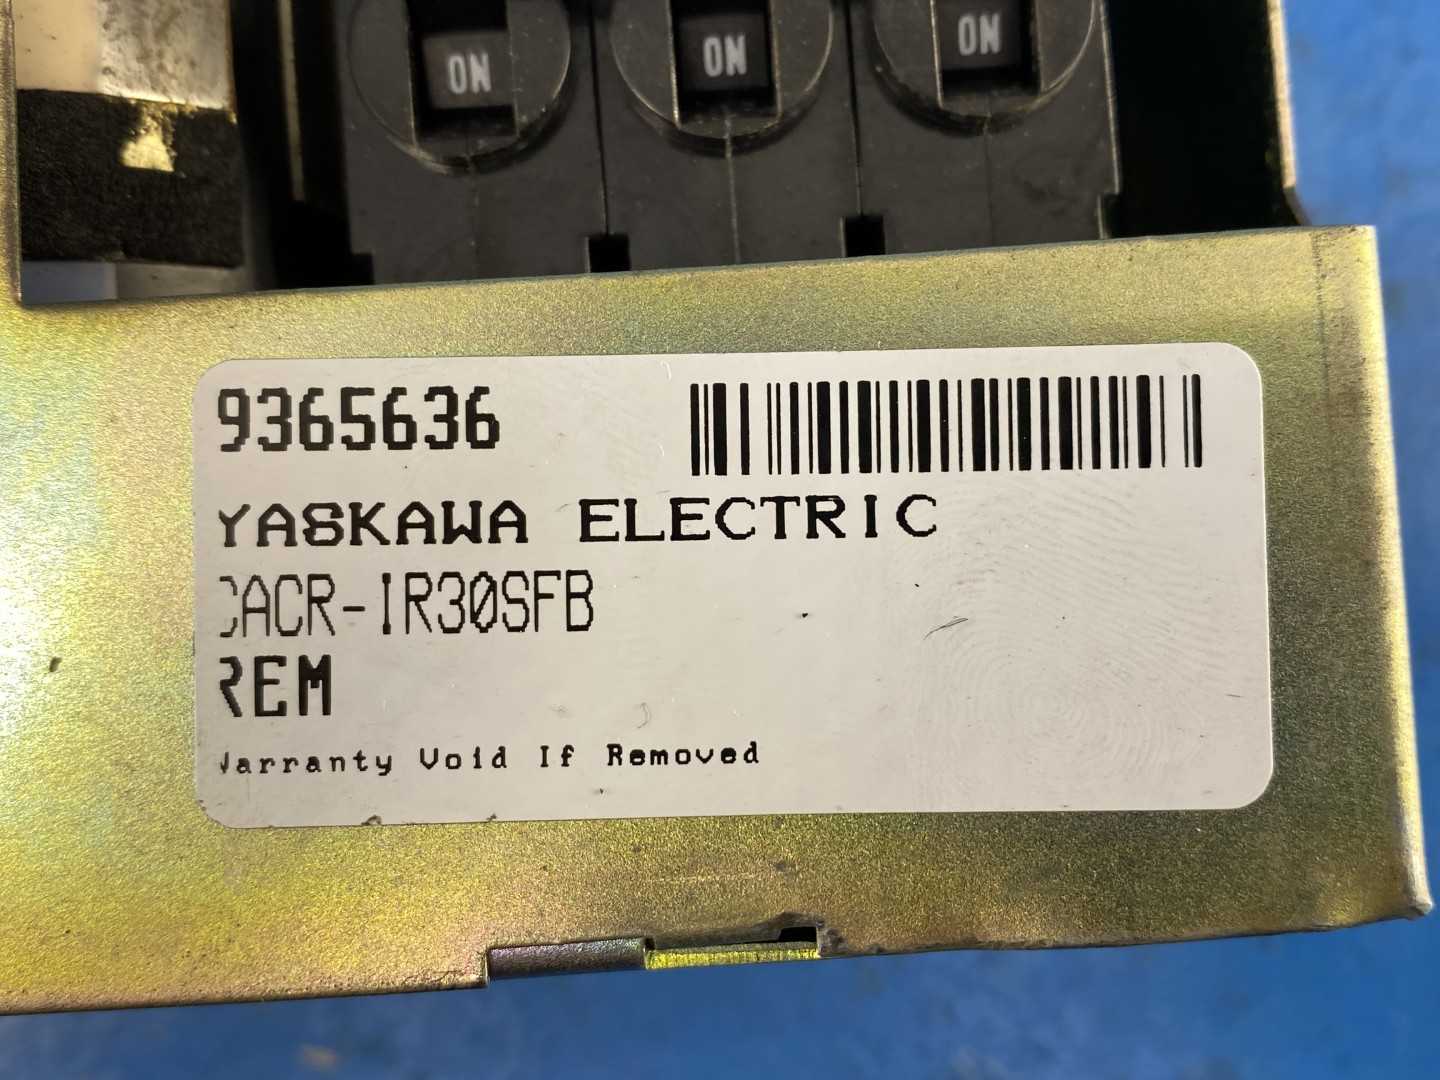 ON ON ON
9365636
YASKAWA ELECTRIC
CACR-IR30SFB
REM
Warranty Void If Removed